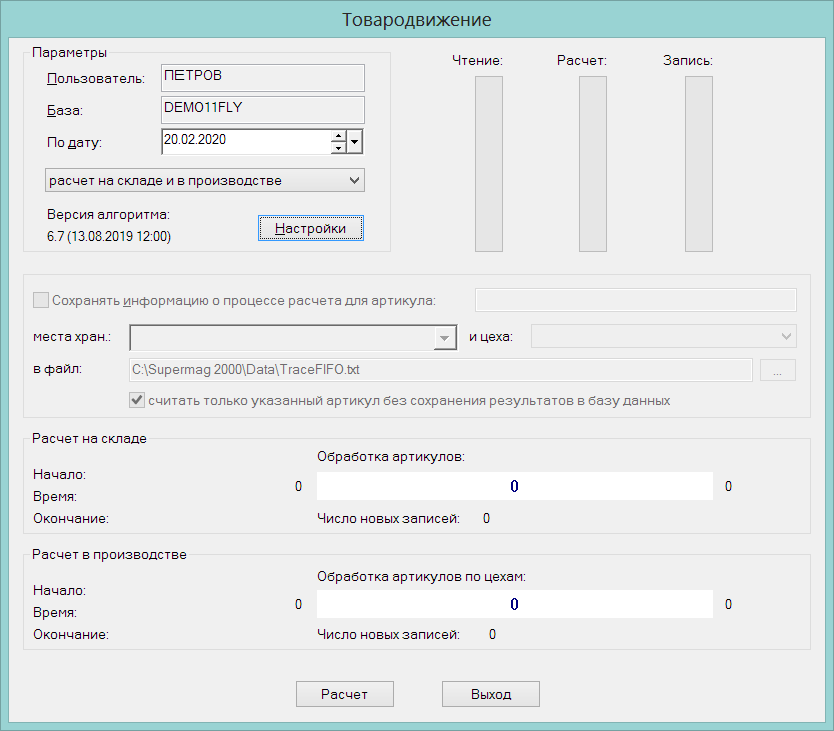 Товародвижение
Параметры
Пользователь: ПЕТРОВ
База: DEMO11FLY
По дату: 20.02.2020
расчет на складе и в производстве
Версия алгоритма:
6.7 (13.08.2019 12:00)
Настройки
Чтение: Расчет: Запись:
Сохранять информацию о процессе расчета для артикула:
места хран.: и цеха:
в файл: C:\Supermag 2000\Data\TraceFIFO.txt ...
считать только указанный артикул без сохранения результатов в базу данных
Расчет на складе
Обработка артикулов:
Начало:
0 0 0
Время:
Окончание: Число новых записей: 0
Расчет в производстве
Обработка артикулов по цехам:
Начало:
0 0 0
Время:
Окончание: Число новых записей: 0
Расчет Выход